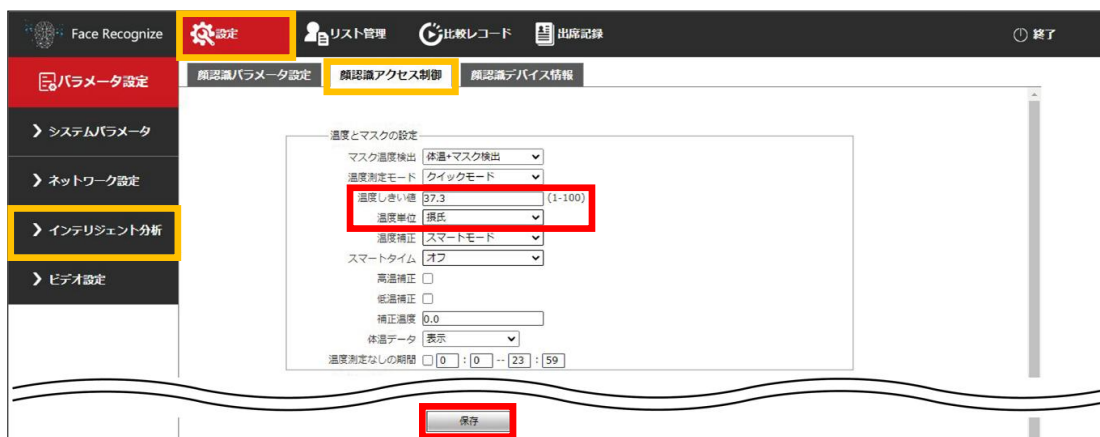 Face Recognize 設定 リスト管理 比較レコード 出席記録 終了
パラメータ設定
システムパラメータ
ネットワーク設定
インテリジェント分析
ビデオ設定
顔認識パラメータ設定 顔認識アクセス制御 顔認識デバイス情報
温度とマスクの設定
マスク温度検出 体温+マスク検出
温度測定モード クイックモード
温度しきい値 37.3 (1-100)
温度単位 摂氏
温度補正 スマートモード
スマートタイム オフ
高温補正
低温補正
補正温度 0.0
体温データ 表示
温度測定なしの期間 0 : 0 -- 23 : 59
保存